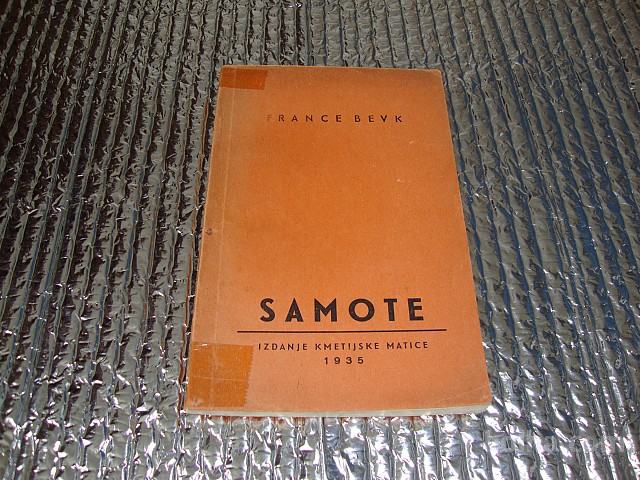 FRANCE BEVK
SAMOTE
IZDANJE KMETIJSKE MATICE
1935